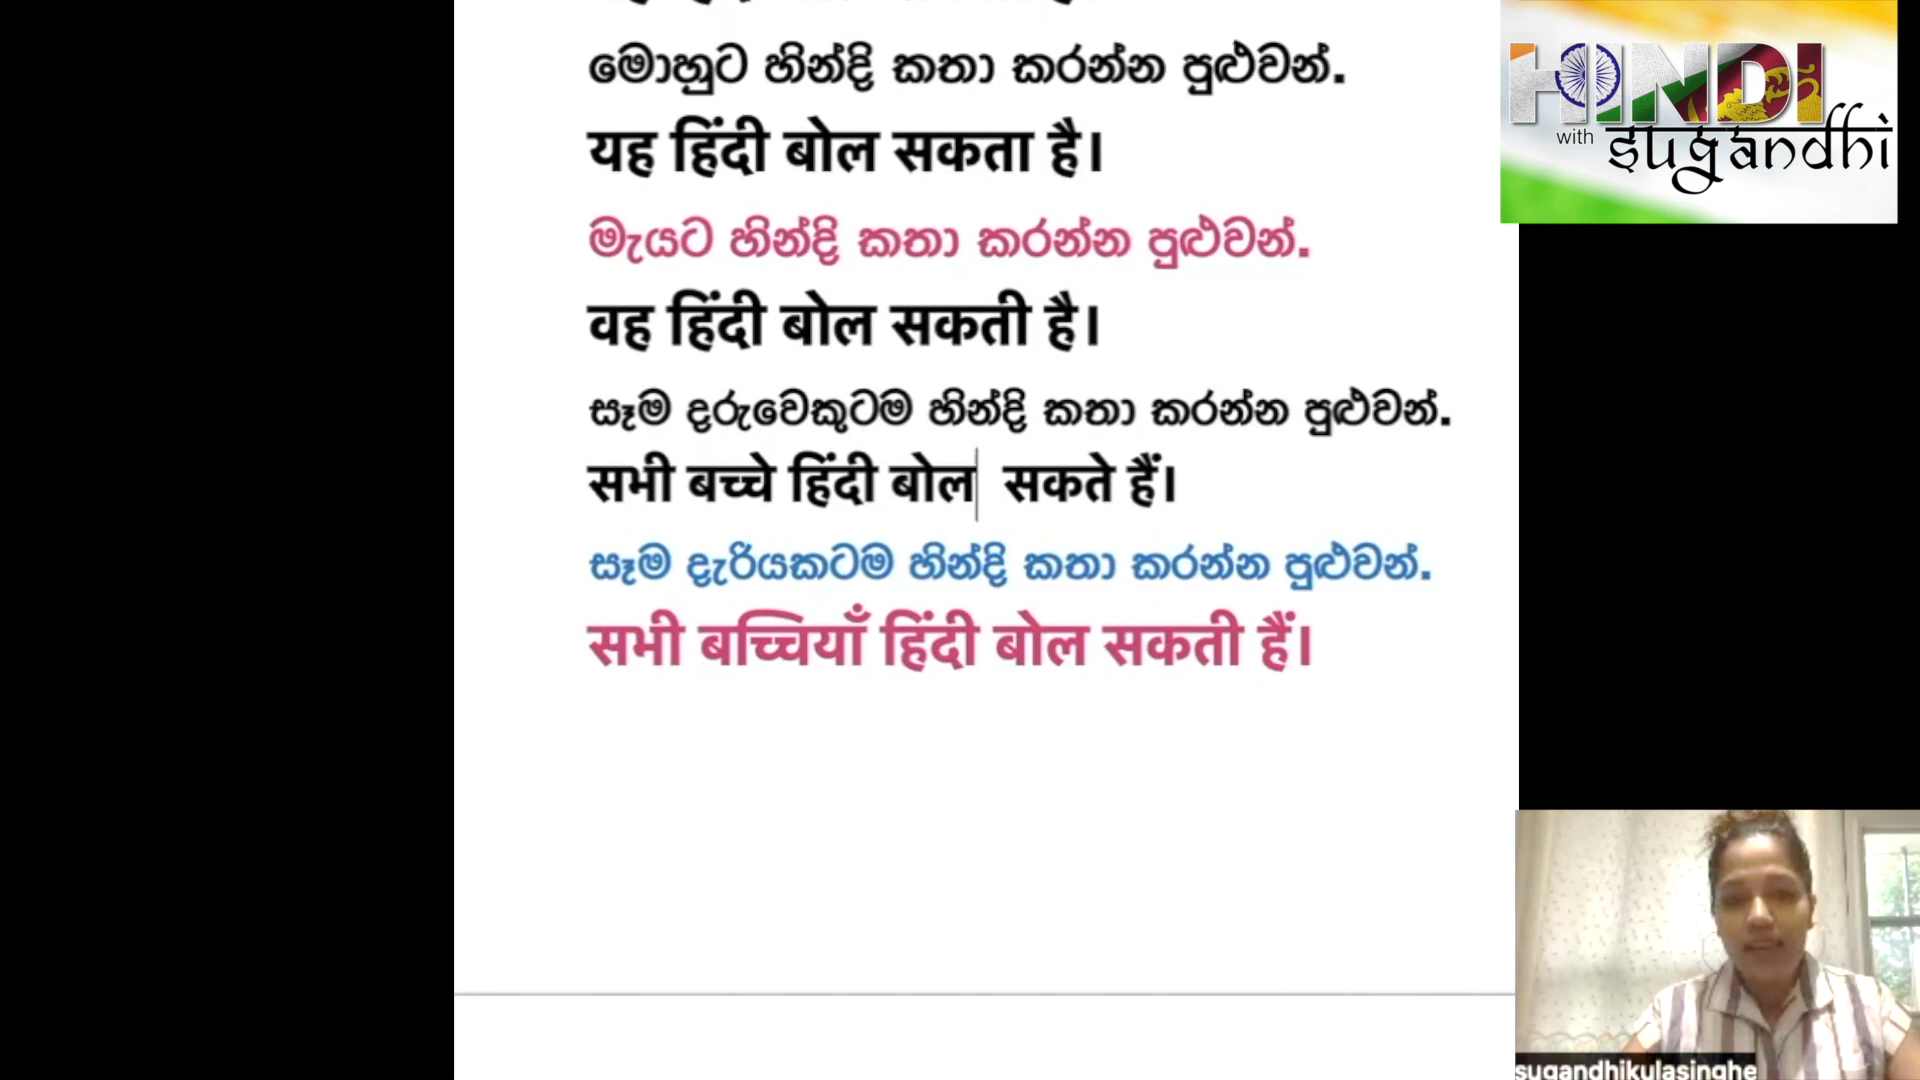 මොහුට හින්දි කතා කරන්න පුළුවන්.
यह हिंदी बोल सकता है।
මැයට හින්දි කතා කරන්න පුළුවන්.
वह हिंदी बोल सकती है।
සෑම දරුවෙකුටම හින්දි කතා කරන්න පුළුවන්.
सभी बच्चे हिंदी बोल सकते हैं।
සෑම දැරියකටම හින්දි කතා කරන්න පුළුවන්.
सभी बच्चियाँ हिंदी बोल सकती हैं।
HINDI
with sugandhi
sugandhikulasinghe